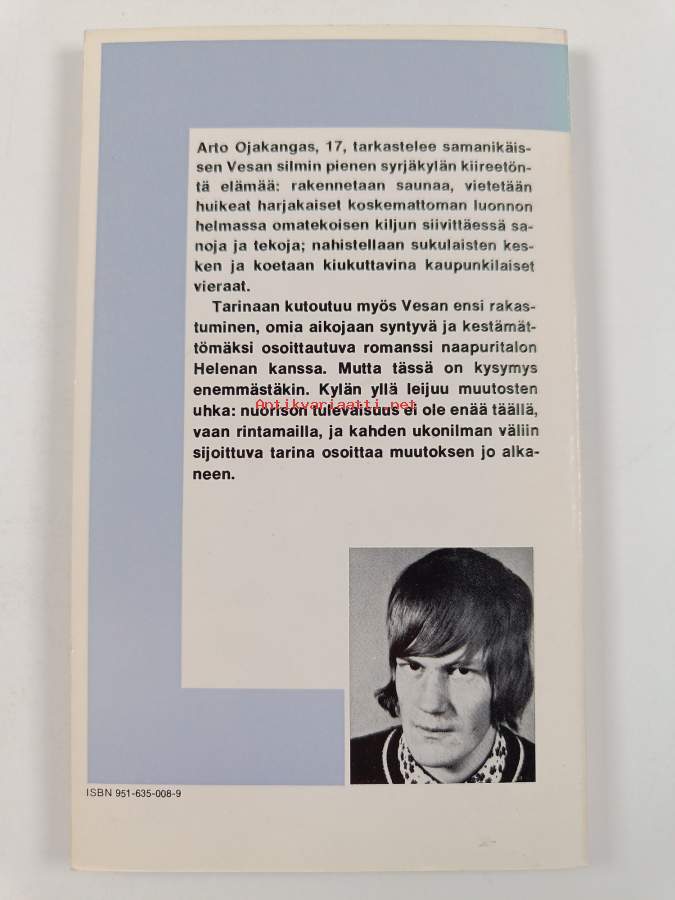 Arto Ojakangas, 17, tarkastelee samanikäis-
sen Vesan silmin pienen syrjäkylän kiireetön-
tä elämää: rakennetaan saunaa, vietetään
huikeat harjakaiset koskemattoman luonnon
helmassa omatekoisen kiljun siivittäessä sa-
noja ja tekoja; nahistellaan sukulaisten kes-
ken ja koetaan kiukuttavina kaupunkilaiset
vieraat.
Tarinaan kutoutuu myös Vesan ensi rakas-
tuminen, omia aikojaan syntyvä ja kestämät-
tömäksi osoittautuva romanssi naapuritalon
Helenan kanssa. Mutta tässä on kysymys
enemmästäkin. Kylän yllä leijuu muutosten
Antikvariaatti.net
uhka: nuorison tulevaisuus ei ole enää täällä,
vaan rintamailla, ja kahden ukonilman väliin
sijoittuva tarina osoittaa muutoksen jo alka-
neen.
ISBN 951-635-008-9